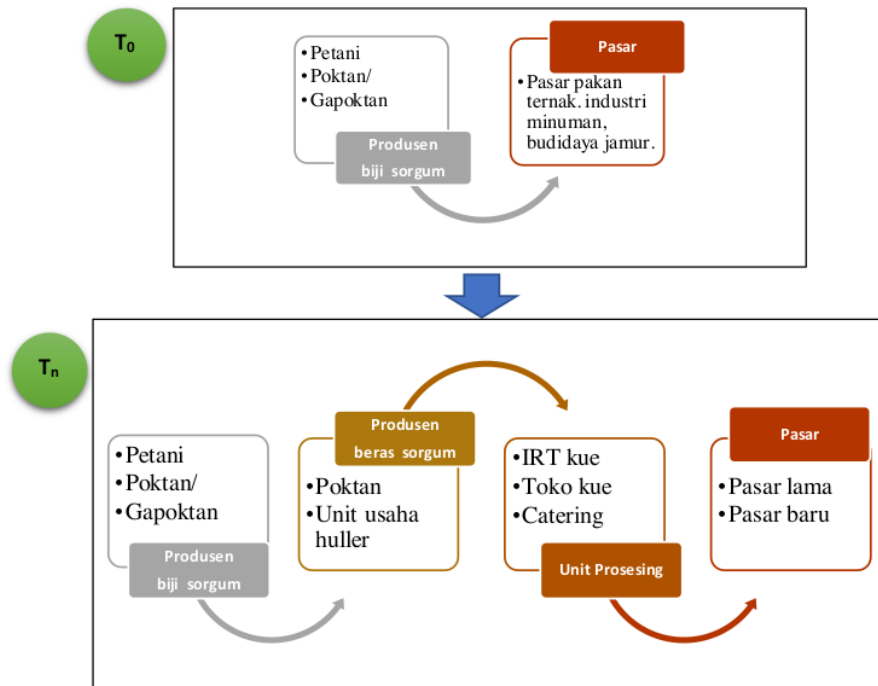 T0
• Petani
• Poktan/
• Gapoktan
Produsen
biji sorgum
Pasar
• Pasar pakan
ternak. industri
minuman,
budidaya jamur.
Tn
• Petani
• Poktan/
• Gapoktan
Produsen
biji sorgum
Produsen
beras sorgum
• Poktan
• Unit usaha
huller
• IRT kue
• Toko kue
• Catering
Unit Prosesing
Pasar
• Pasar lama
• Pasar baru